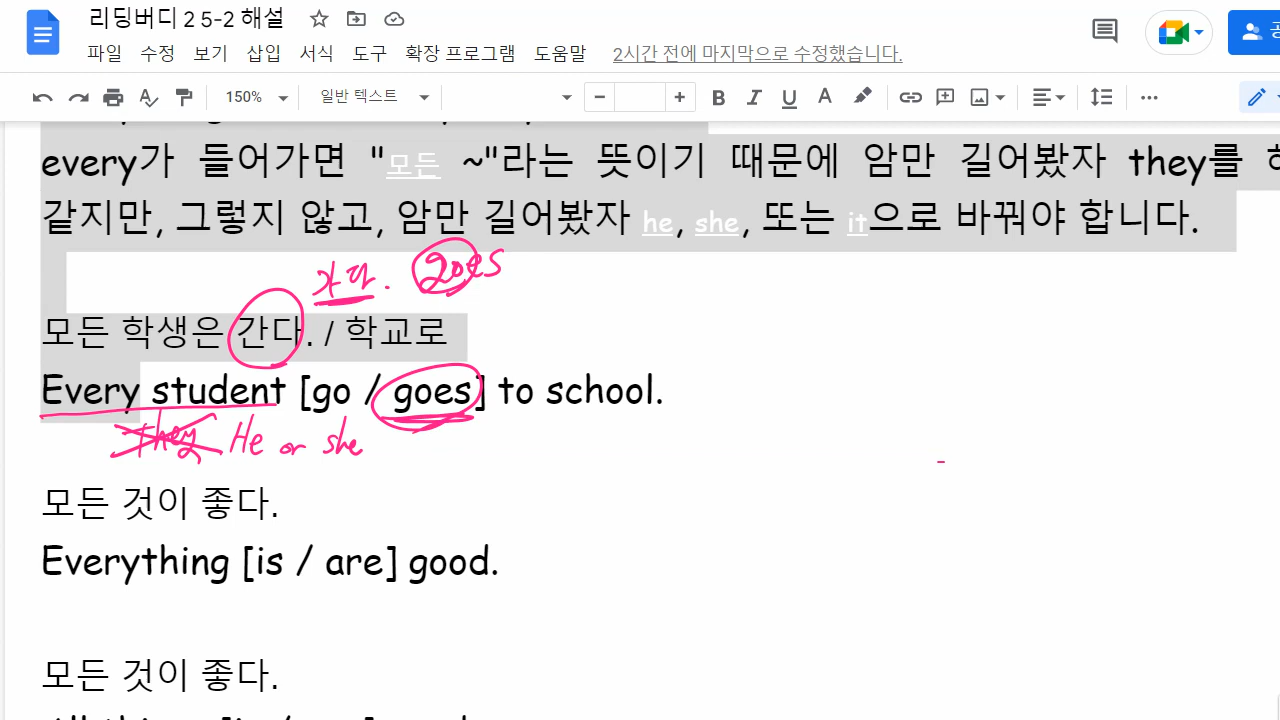 리딩버디 2 5-2 해설
파일 수정 보기 삽입 서식 도구 확장 프로그램 도움말 2시간 전에 마지막으로 수정했습니다.
150% 일반 텍스트
every가 들어가면 "모든 ~"라는 뜻이기 때문에 암만 길어봤자 they를
같지만, 그렇지 않고, 암만 길어봤자 he, she, 또는 it으로 바꿔야 합니다.
가다. goes
모든 학생은 간다. / 학교로
Every student [go / goes] to school.
They He or she
모든 것이 좋다.
Everything [is / are] good.
모든 것이 좋다.